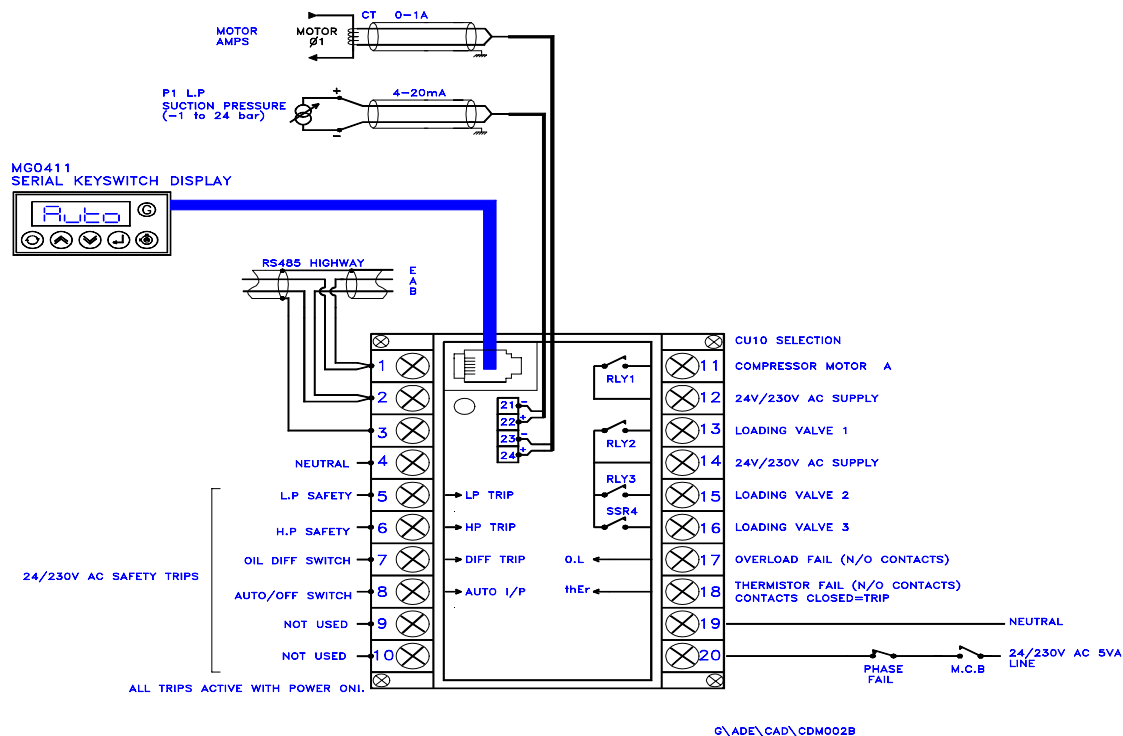 CT 0-1A
MOTOR
AMPS
MOTOR
Ø1
P1 L.P
SUCTION PRESSURE
(-1 to 24 bar)
+
-
4-20mA
MG0411
SERIAL KEYSWITCH DISPLAY
Auto
G
RS485 HIGHWAY
E
A
B
CU10 SELECTION
1
11 COMPRESSOR MOTOR A
RLY1
2
12 24V/230V AC SUPPLY
21 -
22 +
23 -
24 +
3
13 LOADING VALVE 1
RLY2
NEUTRAL 4
14 24V/230V AC SUPPLY
RLY3
L.P SAFETY 5 LP TRIP
15 LOADING VALVE 2
SSR4
H.P SAFETY 6 HP TRIP
16 LOADING VALVE 3
OIL DIFF SWITCH 7 DIFF TRIP
O.L 17 OVERLOAD FAIL (N/O CONTACTS)
24/230V AC SAFETY TRIPS
AUTO/OFF SWITCH 8 AUTO I/P
thEr 18 THERMISTOR FAIL (N/O CONTACTS)
CONTACTS CLOSED=TRIP
NOT USED 9
19 NEUTRAL
NOT USED 10
20 24/230V AC 5VA
LINE
PHASE
FAIL
M.C.B
ALL TRIPS ACTIVE WITH POWER ON!.
G\ADE\CAD\CDM002B